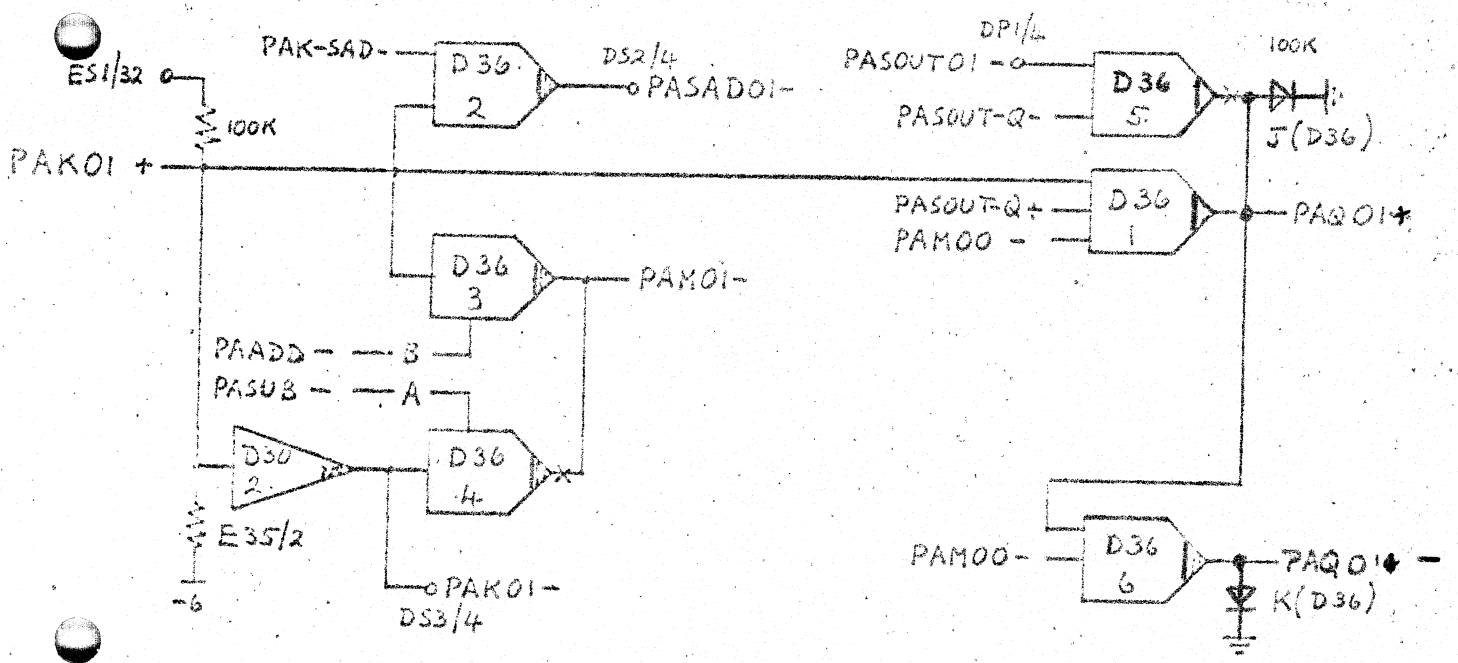 PAK-SAD-
D36
2
DS2/4
PASAD01-
ES1/32
100K
PAK01 +
D36
3
PAM01-
PAADD - - B
PASUB - - A
D30
2.
D36
4
E35/2
-6
PAK01-
DS3/4
DP1/4
PASOUT01 -
D36
5
PASOUT-Q-
100K
J(D36)
PASOUT-Q+
PAM00 -
D36
1
PAQ01+
PAM00-
D36
6
-
K(D36)